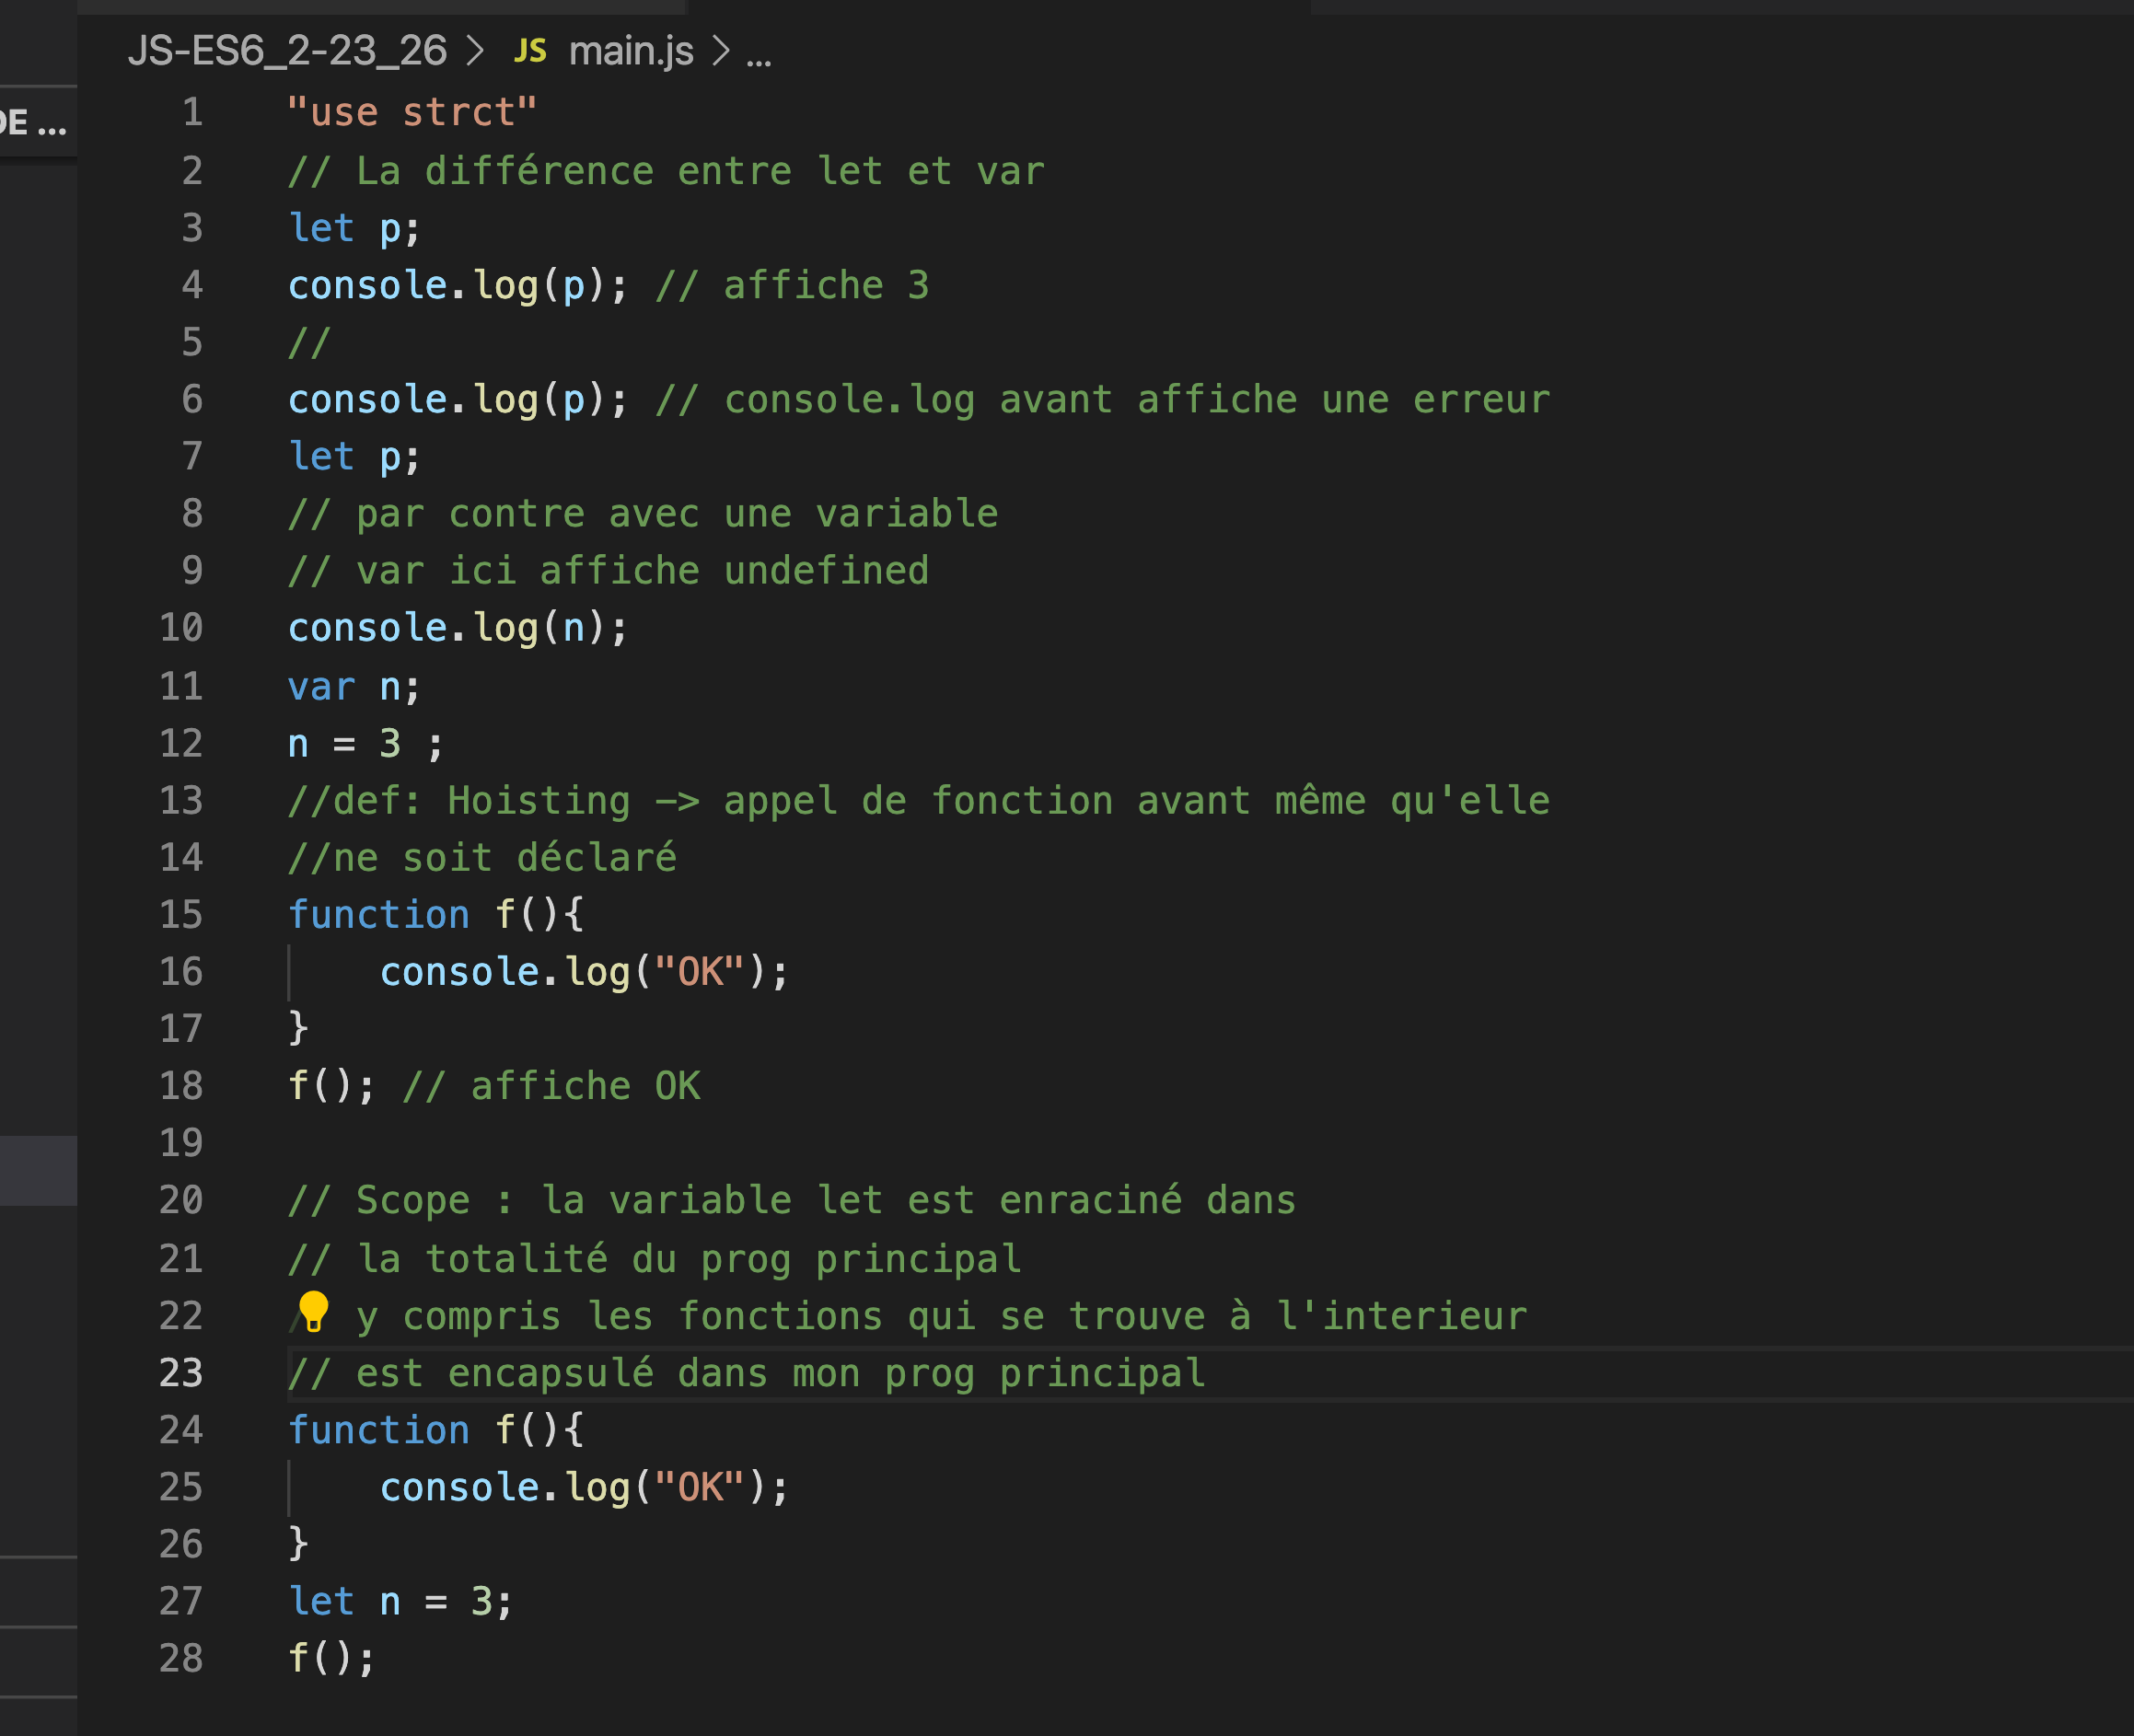 JS-ES6_2-23_26 > JS main.js > ...
DE ...
1 "use strct"
2 // La différence entre let et var
3 let p;
4 console.log(p); // affiche 3
5 //
6 console.log(p); // console.log avant affiche une erreur
7 let p;
8 // par contre avec une variable
9 // var ici affiche undefined
10 console.log(n);
11 var n;
12 n = 3 ;
13 //def: Hoisting —> appel de fonction avant même qu'elle
14 //ne soit déclaré
15 function f(){
16     console.log("OK");
17 }
18 f(); // affiche OK
19
20 // Scope : la variable let est enraciné dans
21 // la totalité du prog principal
22 // y compris les fonctions qui se trouve à l'interieur
23 // est encapsulé dans mon prog principal
24 function f(){
25     console.log("OK");
26 }
27 let n = 3;
28 f();